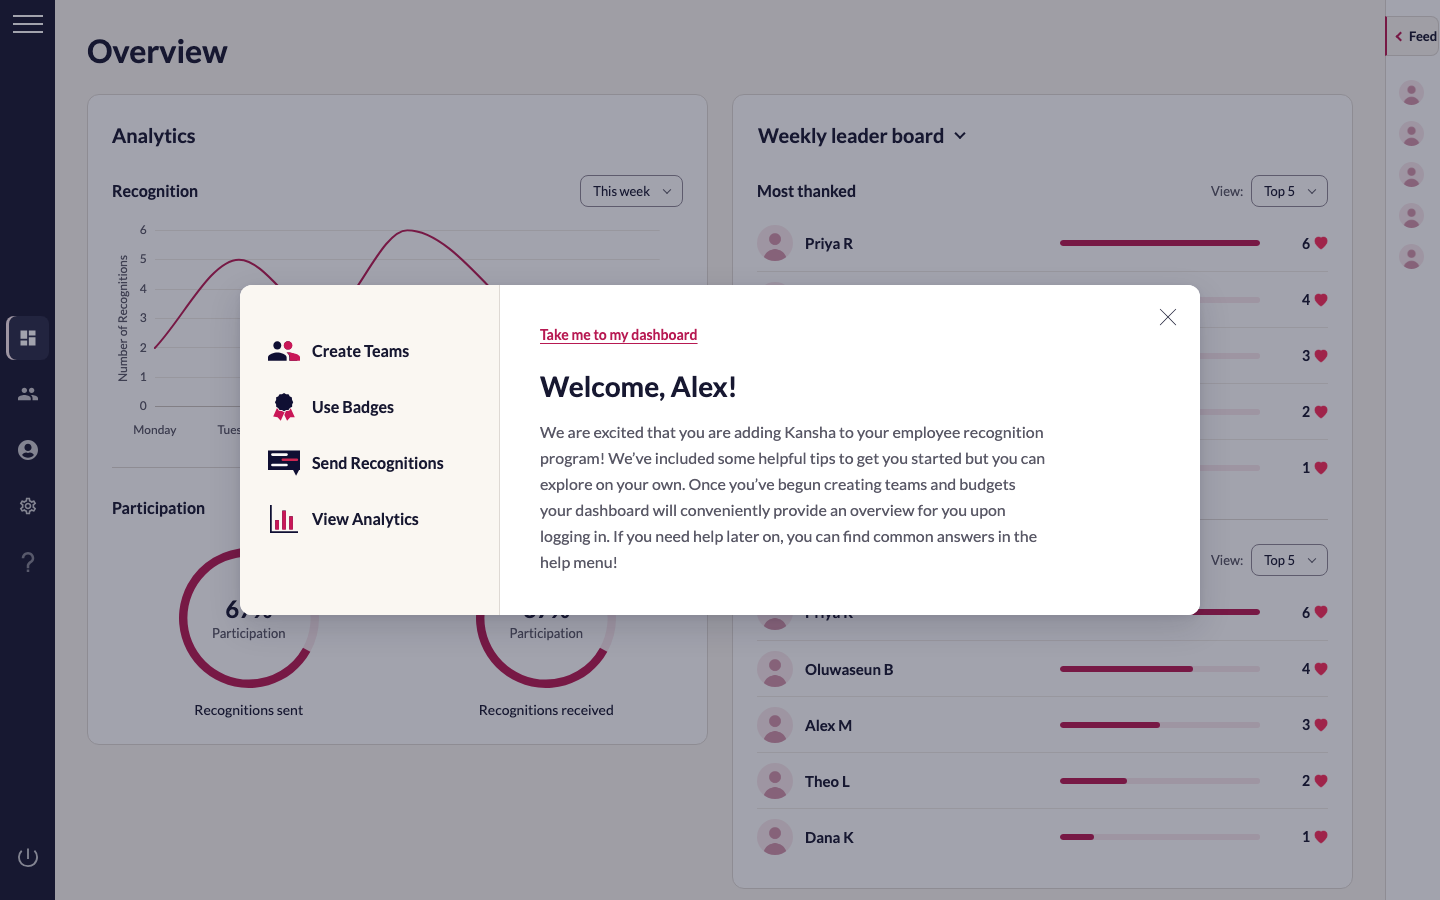 Overview
Feed
Analytics
Weekly leader board
Recognition
This week
Most thanked
View:
Top 5
6
5
4
3
2
1
0
Number of Recognitions
Monday
Priya R
6
4
3
2
1
Create Teams
Use Badges
Send Recognitions
View Analytics
Take me to my dashboard
Welcome, Alex!
We are excited that you are adding Kansha to your employee recognition
program! We’ve included some helpful tips to get you started but you can
explore on your own. Once you’ve begun creating teams and budgets
your dashboard will conveniently provide an overview for you upon
logging in. If you need help later on, you can find common answers in the
help menu!
Participation
Participation
Recognitions sent
Participation
Recognitions received
View:
Top 5
Priya R
6
Oluwaseun B
4
Alex M
3
Theo L
2
Dana K
1